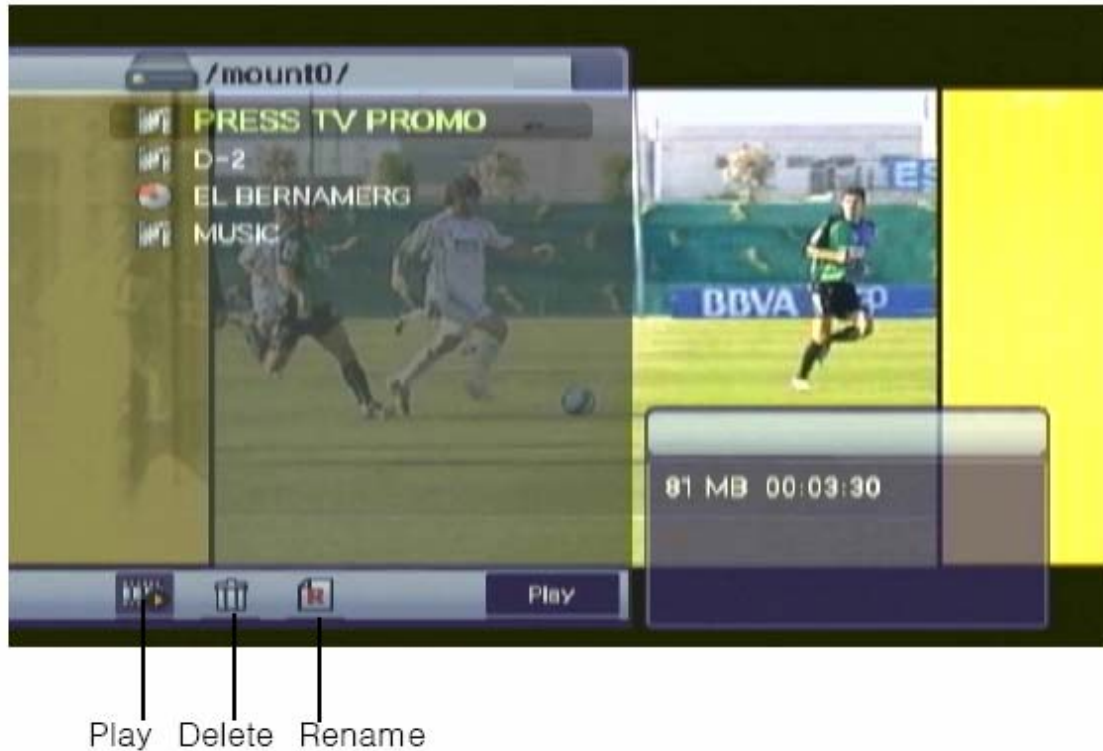 /mount0/
PRESS TV PROMO
D-2
EL BERNAMERG
MUSIC
BBVA
81 MB 00:03:30
R
Play
Play Delete Rename